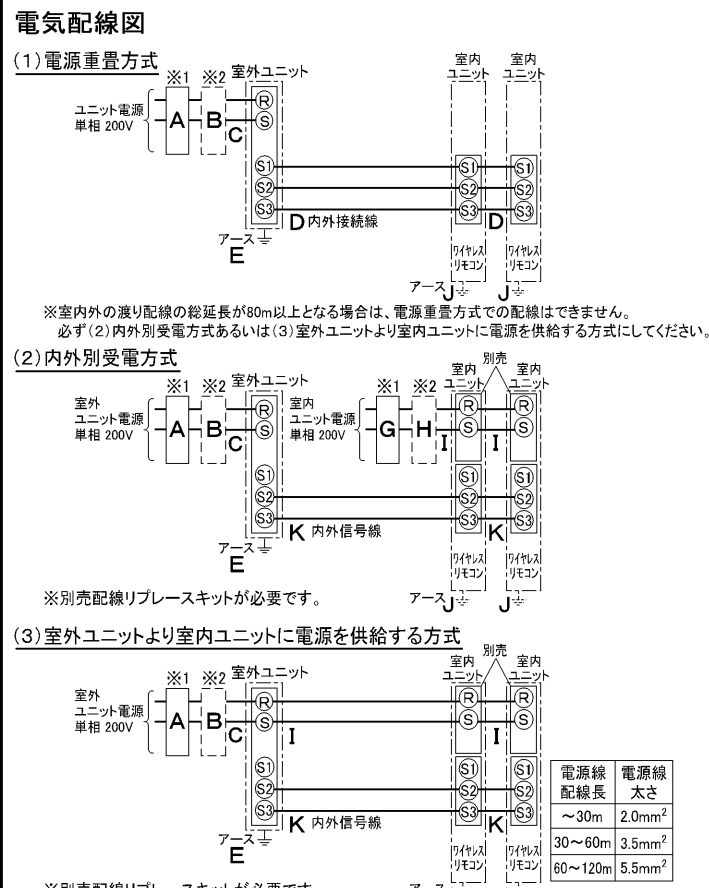 電気配線図
(1)電源重畳方式
※1 ※2 室外ユニット
室内ユニット
室内ユニット
ユニット電源
単相 200V
A
B
C
R
S
S1
S2
S3
D 内外接続線
アース
E
S1
S2
S3
D
S1
S2
S3
ワイヤレスリモコン
ワイヤレスリモコン
アース J
J
※室内外の渡り配線の総延長が80m以上となる場合は、電源重畳方式での配線はできません。
必ず(2)内外別受電方式あるいは(3)室外ユニットより室内ユニットに電源を供給する方式にしてください。
(2)内外別受電方式
※1 ※2 室外ユニット
室外
ユニット電源
単相 200V
A
B
C
R
S
S1
S2
S3
K 内外信号線
アース
E
※1 ※2
室内
ユニット電源
単相 200V
G
H
I
室内ユニット
別売
室内ユニット
R
S
I
R
S
S1
S2
S3
K
S1
S2
S3
ワイヤレスリモコン
ワイヤレスリモコン
アース J
J
※別売配線リプレースキットが必要です。
(3)室外ユニットより室内ユニットに電源を供給する方式
※1 ※2 室外ユニット
室外
ユニット電源
単相 200V
A
B
C
R
S
I
S1
S2
S3
K 内外信号線
アース
E
室内ユニット
別売
室内ユニット
R
S
I
R
S
S1
S2
S3
K
S1
S2
S3
ワイヤレスリモコン
ワイヤレスリモコン
電源線配線長 電源線太さ
～30m 2.0mm²
30～60m 3.5mm²
60～120m 5.5mm²